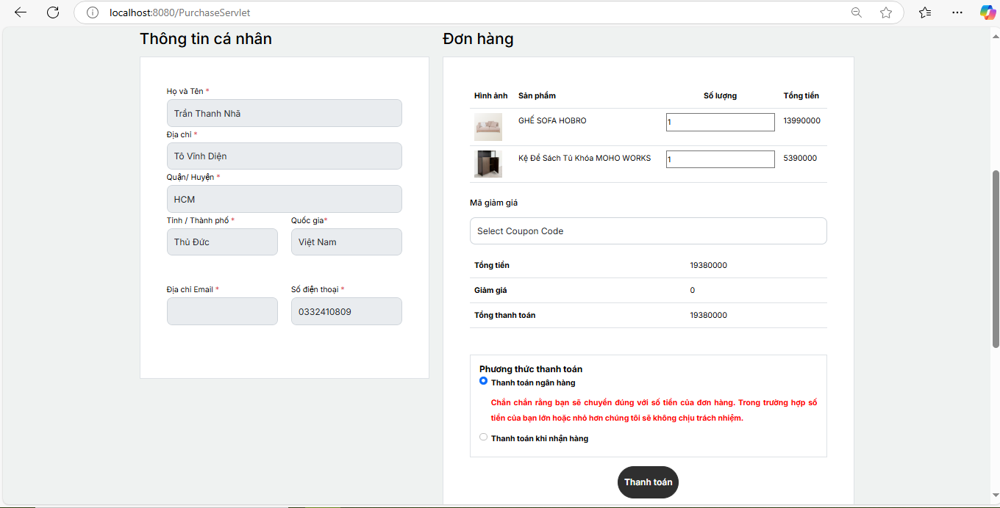 localhost:8080/PurchaseServlet
Thông tin cá nhân
Họ và Tên *
Trần Thanh Nhã
Địa chỉ *
Tô Vĩnh Diện
Quận/ Huyện *
HCM
Tỉnh / Thành phố *
Quốc gia*
Thủ Đức
Việt Nam
Địa chỉ Email *
Số điện thoại *
0332410809
Đơn hàng
Hình ảnh Sản phẩm Số lượng Tổng tiền
GHẾ SOFA HOBRO 1 13990000
Kệ Để Sách Tủ Khóa MOHO WORKS 1 5390000
Mã giảm giá
Select Coupon Code
Tổng tiền 19380000
Giảm giá 0
Tổng thanh toán 19380000
Phương thức thanh toán
Thanh toán ngân hàng
Chắn chắn rằng bạn sẽ chuyển đúng với số tiền của đơn hàng. Trong trường hợp số
tiền của bạn lớn hoặc nhỏ hơn chúng tôi sẽ không chịu trách nhiệm.
Thanh toán khi nhận hàng
Thanh toán